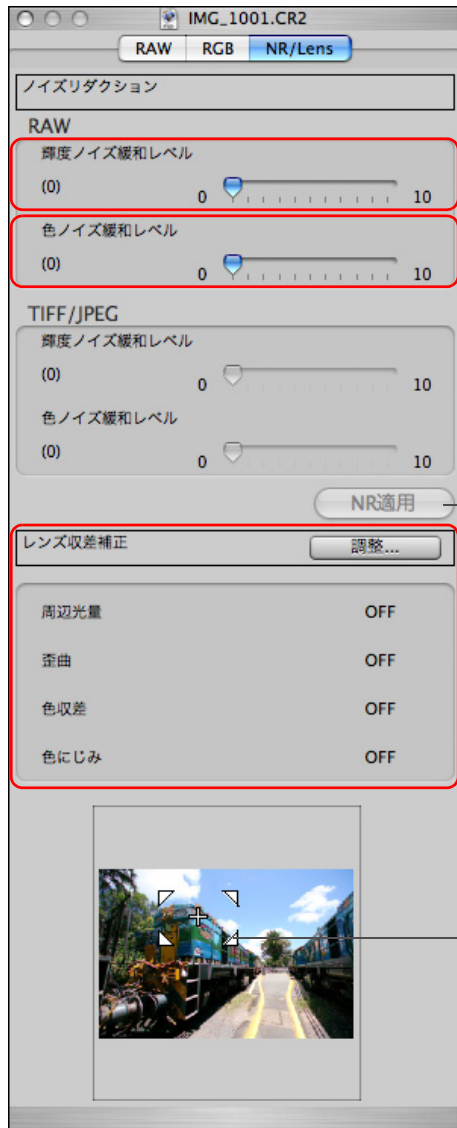 IMG_1001.CR2
RAW RGB NR/Lens
ノイズリダクション
RAW
輝度ノイズ緩和レベル
(0) 0 10
色ノイズ緩和レベル
(0) 0 10
TIFF/JPEG
輝度ノイズ緩和レベル
(0) 0 10
色ノイズ緩和レベル
(0) 0 10
NR適用
レンズ収差補正 調整...
周辺光量 OFF
歪曲 OFF
色収差 OFF
色にじみ OFF